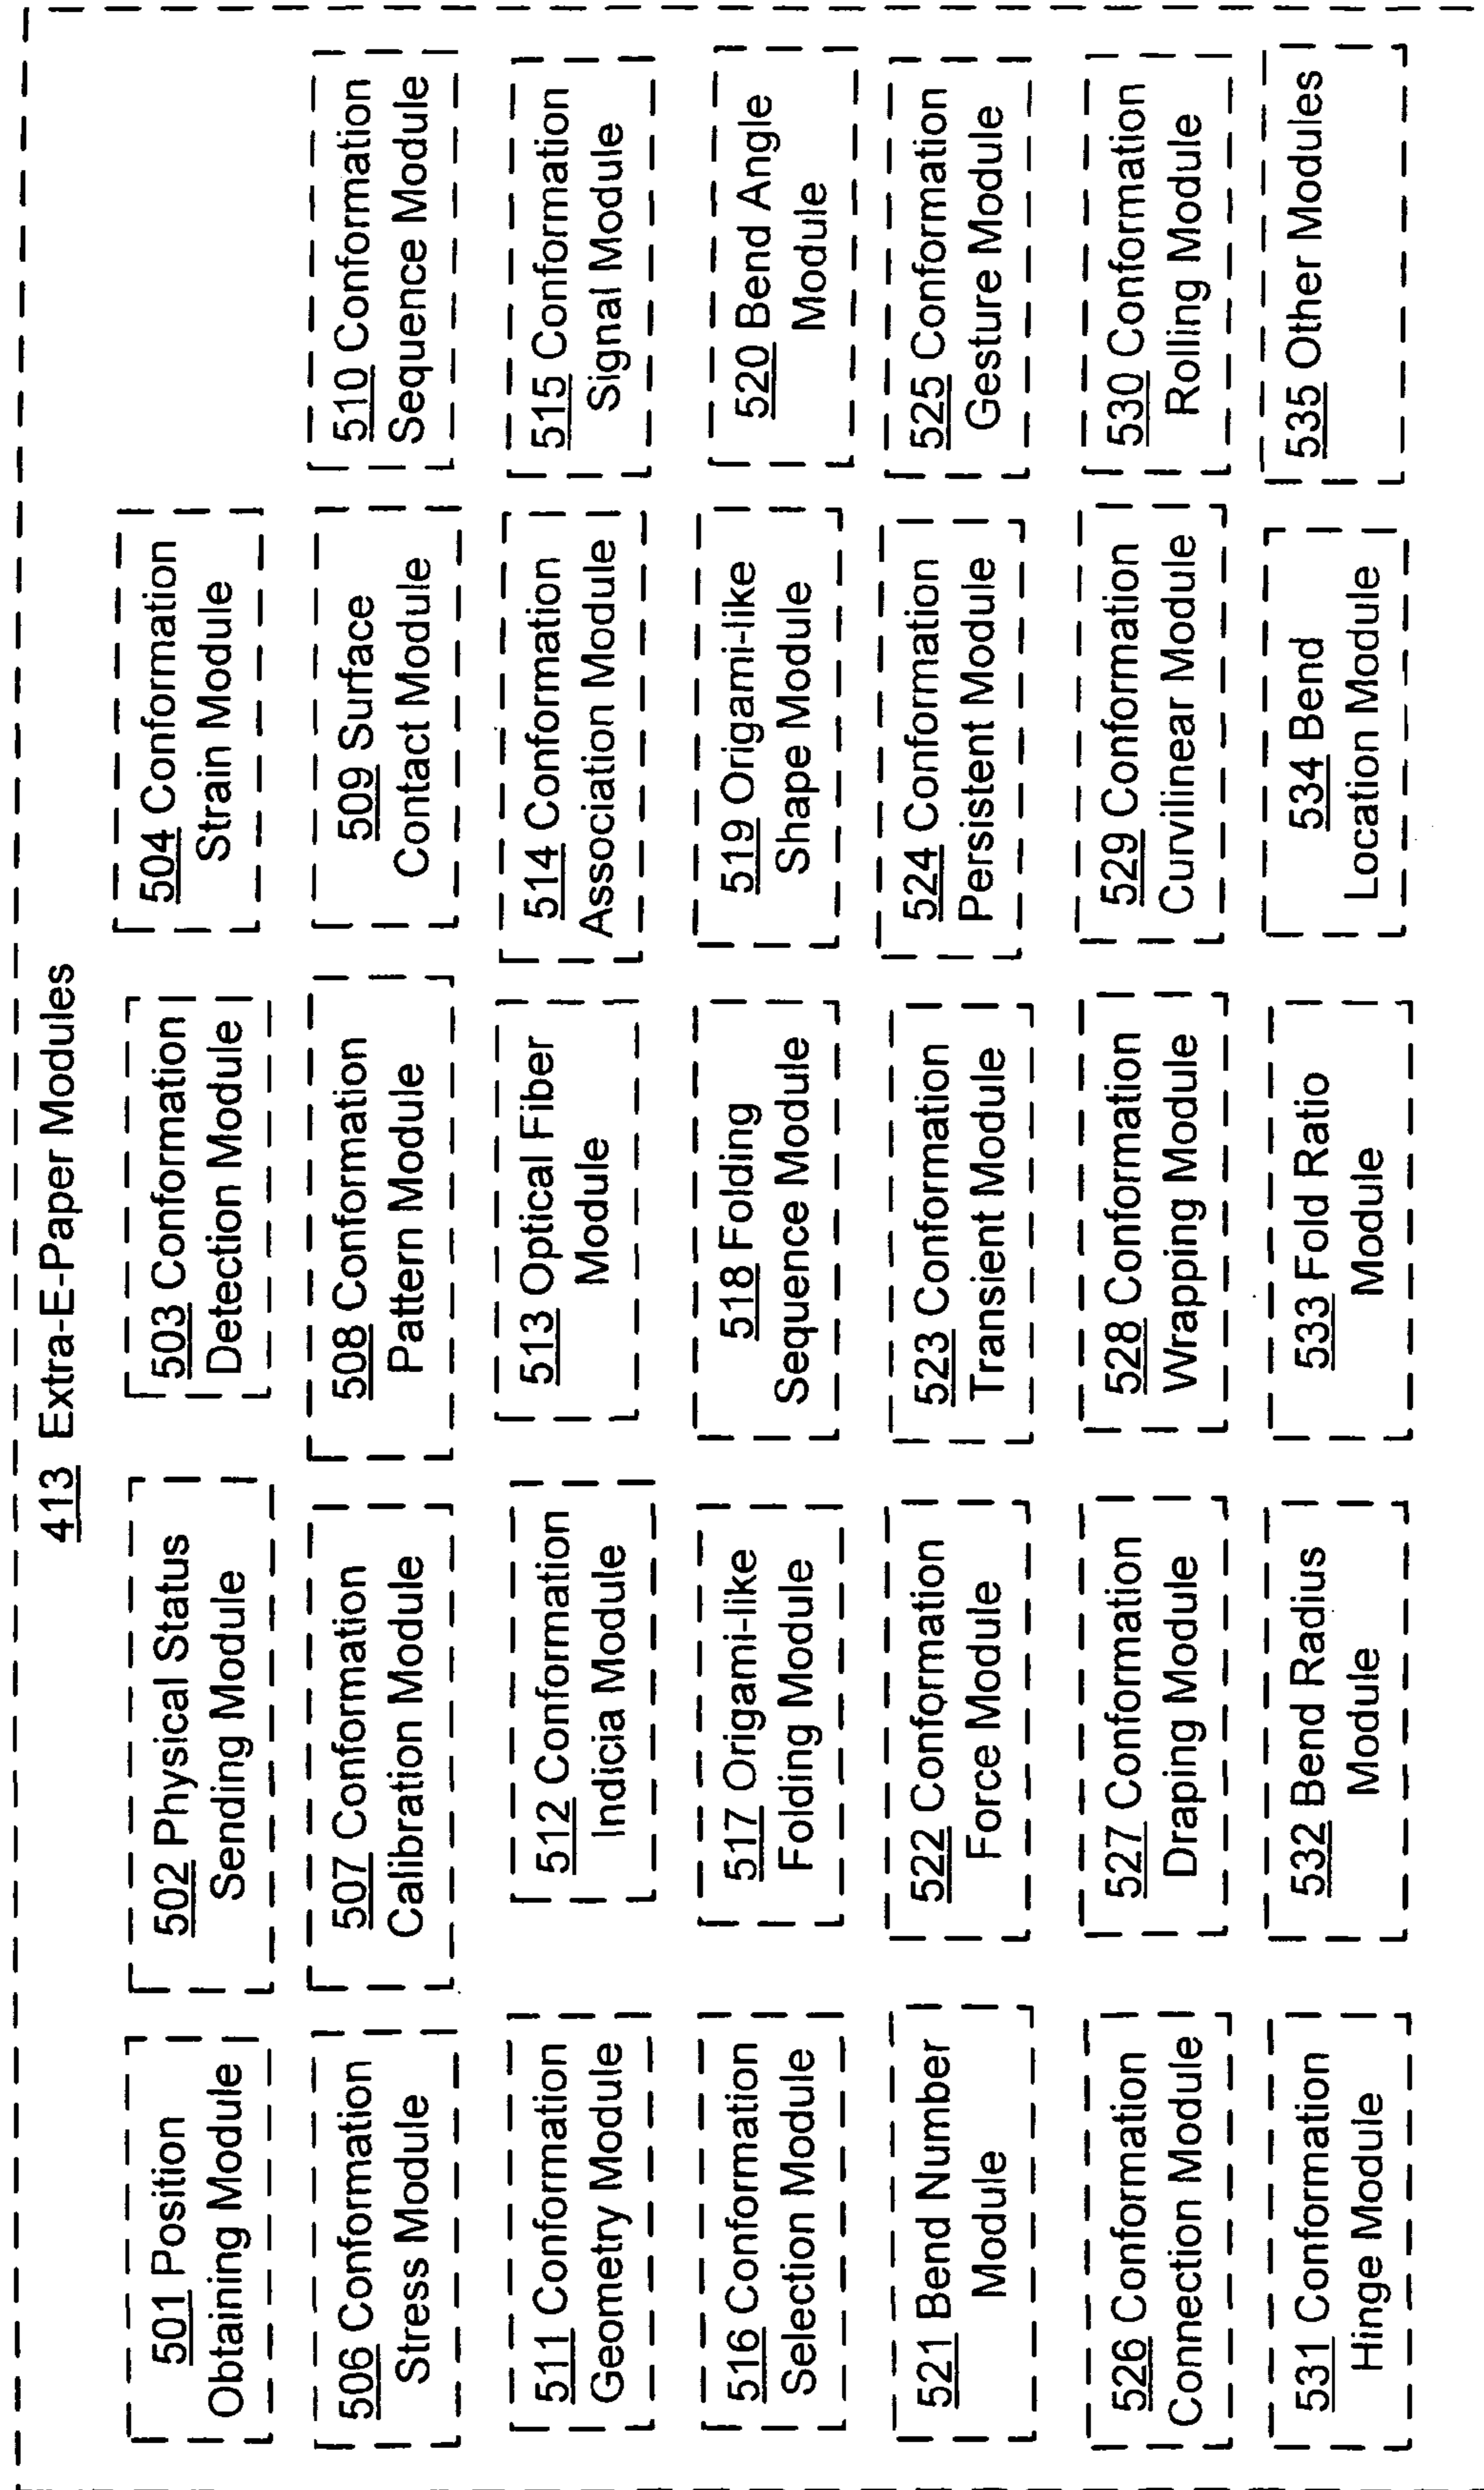 413 Extra-E-Paper Modules
501 Position
Obtaining Module
502 Physical Status
Sending Module
503 Conformation
Detection Module
504 Conformation
Strain Module
506 Conformation
Stress Module
507 Conformation
Calibration Module
508 Conformation
Pattern Module
509 Surface
Contact Module
510 Conformation
Sequence Module
511 Conformation
Geometry Module
512 Conformation
Indicia Module
513 Optical Fiber
Module
514 Conformation
Association Module
515 Conformation
Signal Module
516 Conformation
Selection Module
517 Origami-like
Folding Module
518 Folding
Sequence Module
519 Origami-like
Shape Module
520 Bend Angle
Module
521 Bend Number
Module
522 Conformation
Force Module
523 Conformation
Transient Module
524 Conformation
Persistent Module
525 Conformation
Gesture Module
526 Conformation
Connection Module
527 Conformation
Draping Module
528 Conformation
Wrapping Module
529 Conformation
Curvilinear Module
530 Conformation
Rolling Module
531 Conformation
Hinge Module
532 Bend Radius
Module
533 Fold Ratio
Module
534 Bend
Location Module
535 Other Modules